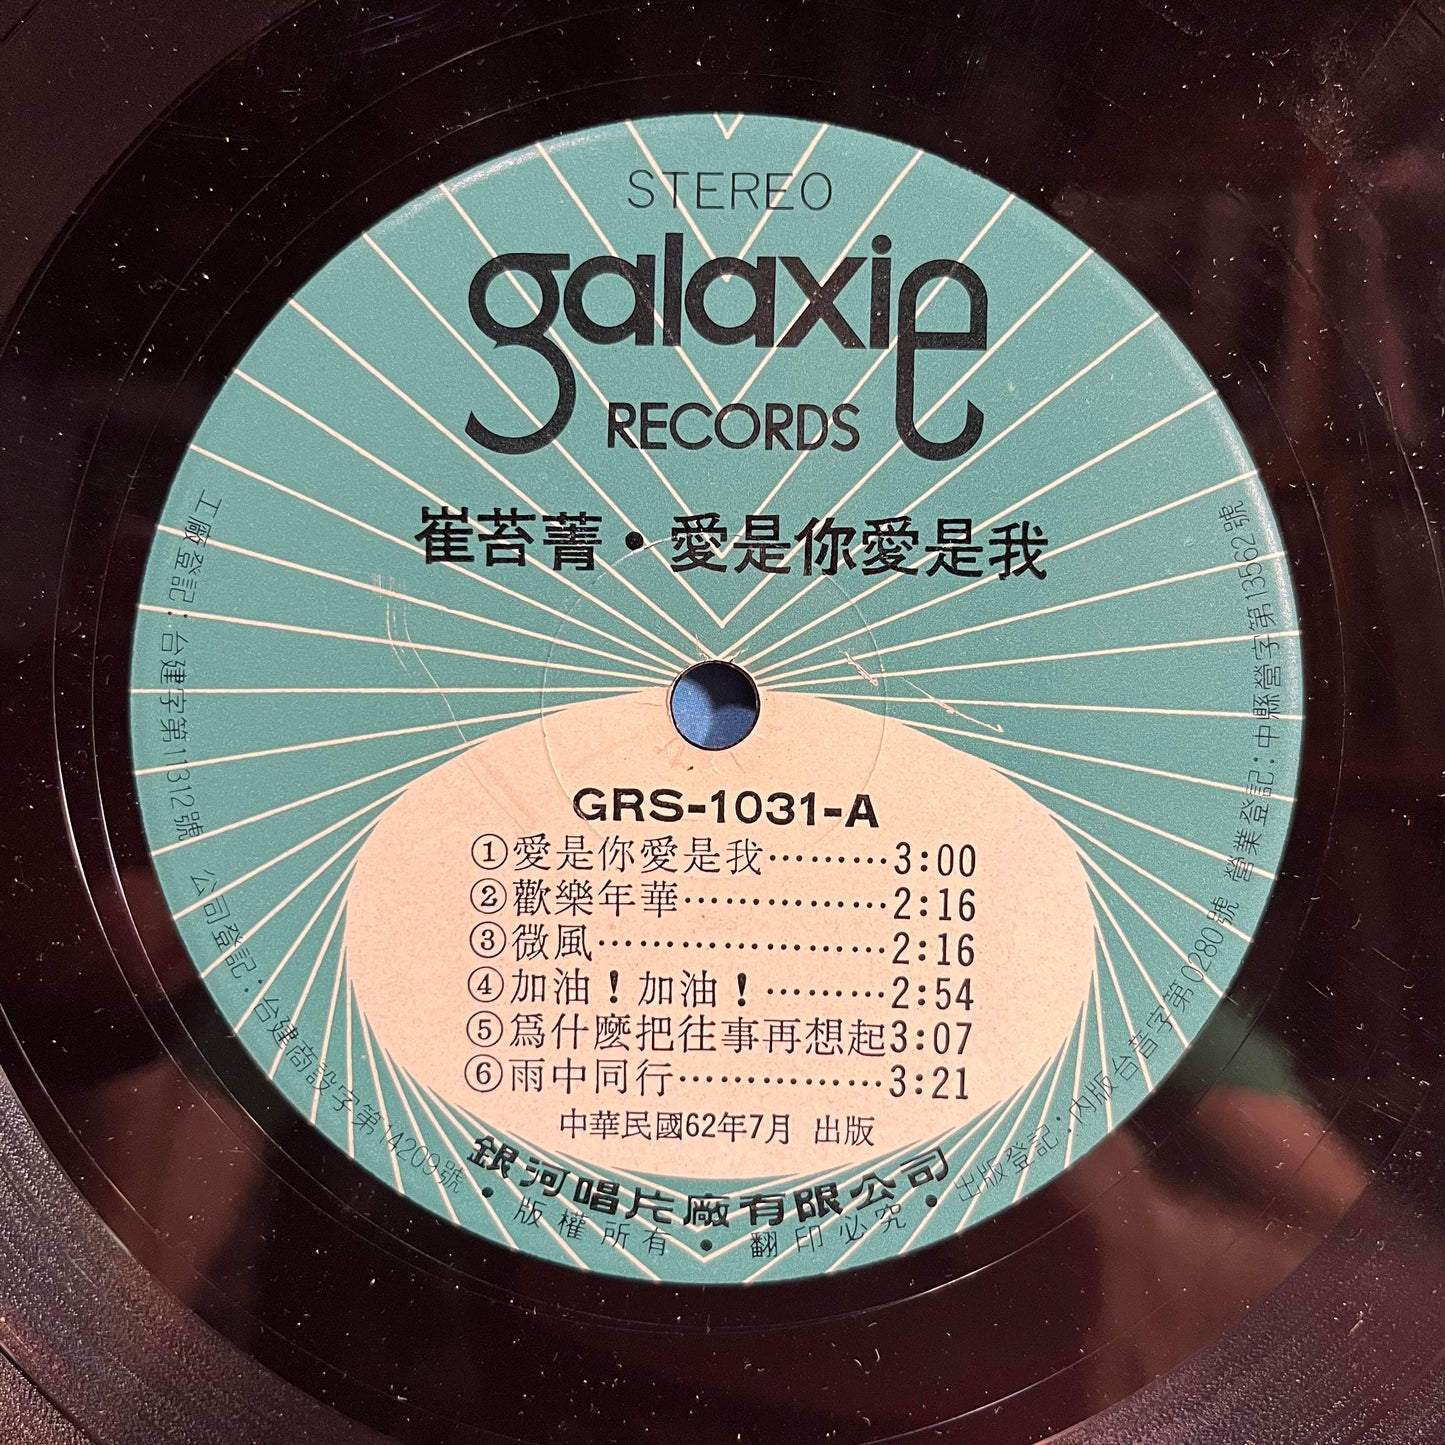 STEREO
galaxie
RECORDS
崔苔菁・愛是你愛是我
工廠登記：台建字第11312號
營業登記：中縣營字第13562號
GRS-1031-A
①愛是你愛是我………3:00
②歡樂年華……………2:16
③微風…………………2:16
④加油！加油！………2:54
⑤爲什麼把往事再想起3:07
⑥雨中同行……………3:21
中華民國62年7月 出版
公司登記：台建商設字第14209號
出版登記：內版台音字第0280號
銀河唱片廠有限公司
・版權所有・翻印必究・